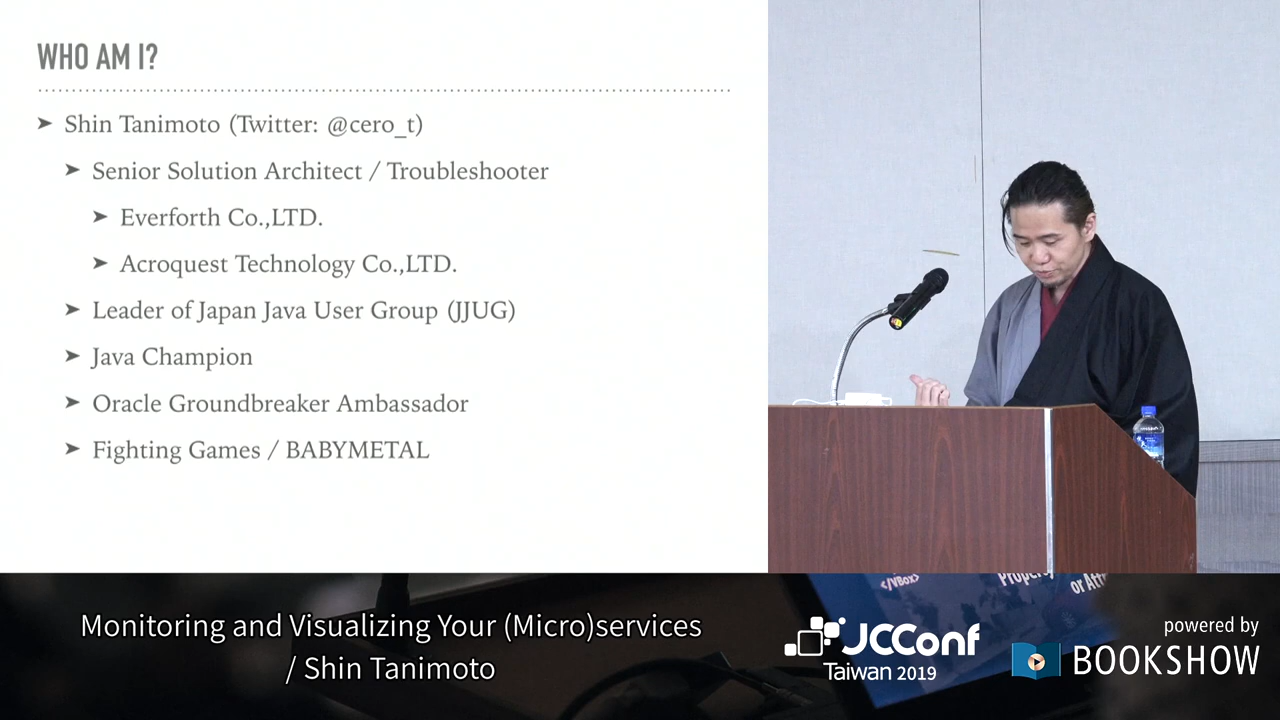 WHO AM I?
➤ Shin Tanimoto (Twitter: @cero_t)
➤ Senior Solution Architect / Troubleshooter
➤ Everforth Co.,LTD.
➤ Acroquest Technology Co.,LTD.
➤ Leader of Japan Java User Group (JJUG)
➤ Java Champion
➤ Oracle Groundbreaker Ambassador
➤ Fighting Games / BABYMETAL
</VBox>
or
Monitoring and Visualizing Your (Micro)services
/ Shin Tanimoto
JCConf
Taiwan 2019
powered by
BOOKSHOW